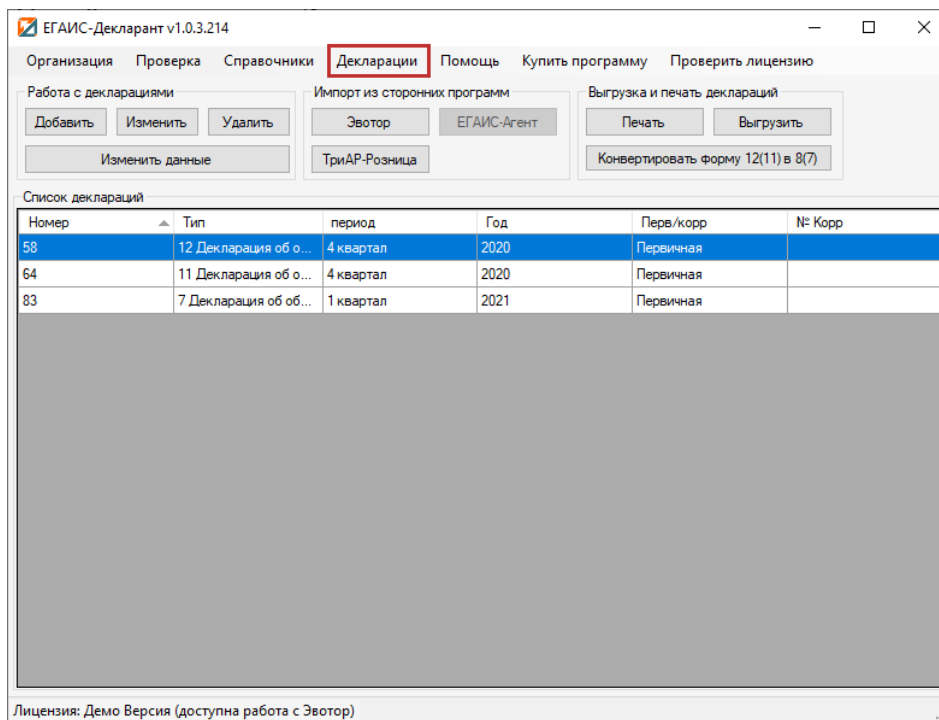 ЕГАИС-Декларант v1.0.3.214
Организация Проверка Справочники Декларации Помощь Купить программу Проверить лицензию
Работа с декларациями Импорт из сторонних программ Выгрузка и печать деклараций
Добавить Изменить Удалить Эвотор ЕГАИС-Агент Печать Выгрузить
Изменить данные ТриАР-Розница Конвертировать форму 12(11) в 8(7)
Список деклараций
Номер Тип период Год Перв/корр № Корр
58 12 Декларация об о... 4 квартал 2020 Первичная
64 11 Декларация об о... 4 квартал 2020 Первичная
83 7 Декларация об об... 1 квартал 2021 Первичная
Лицензия: Демо Версия (доступна работа с Эвотор)